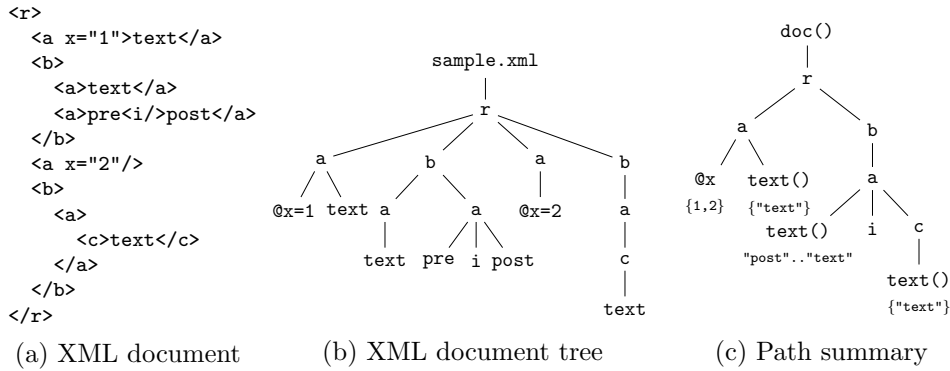 <r>
<a x="1">text</a>
<b>
<a>text</a>
<a>pre<i/>post</a>
</b>
<a x="2"/>
<b>
<a>
<c>text</c>
</a>
</b>
</r>
(a) XML document
sample.xml
r
a b a b
@x=1 text a a @x=2 a
text pre i post c
text
(b) XML document tree
doc()
r
a b
@x text() a
{1,2} {"text"}
text() i c
"post".."text"
text()
{"text"}
(c) Path summary